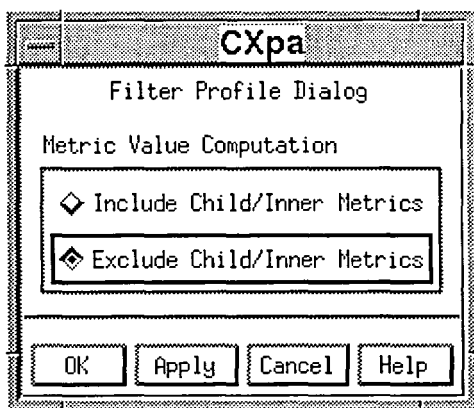 CXpa
Filter Profile Dialog
Metric Value Computation
Include Child/Inner Metrics
Exclude Child/Inner Metrics
OK Apply Cancel Help